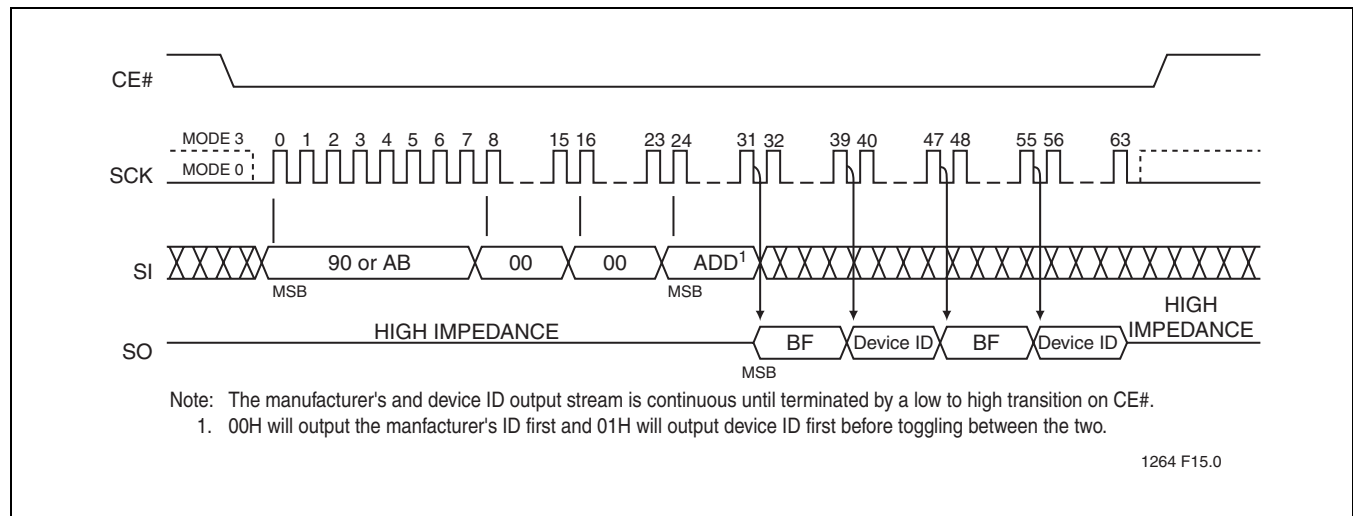 CE#
MODE 3
0 1 2 3 4 5 6 7 8 15 16 23 24 31 32 39 40 47 48 55 56 63
SCK
MODE 0
SI
90 or AB 00 00 ADD1
MSB MSB
HIGH IMPEDANCE
HIGH IMPEDANCE
SO
BF Device ID BF Device ID
MSB
Note: The manufacturer's and device ID output stream is continuous until terminated by a low to high transition on CE#.
1. 00H will output the manfacturer's ID first and 01H will output device ID first before toggling between the two.
1264 F15.0